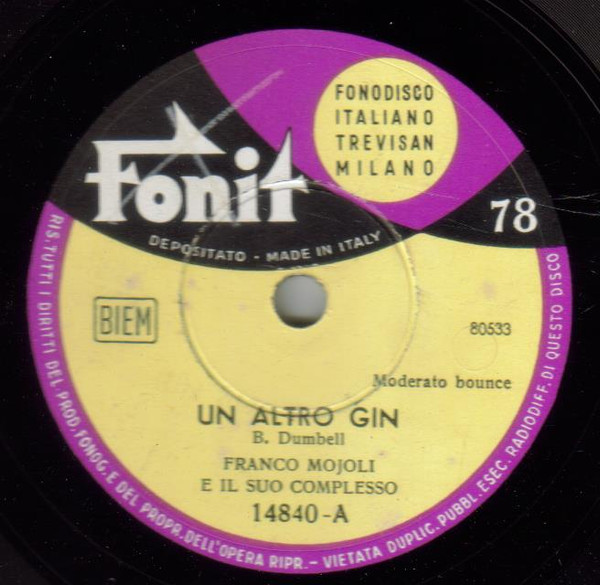 FONODISCO
ITALIANO
TREVISAN
MILANO
Fonit
78
DEPOSITATO - MADE IN ITALY
BIEM
80533
Moderato bounce
UN ALTRO GIN
B. Dumbell
FRANCO MOJOLI
E IL SUO COMPLESSO
14840-A
RIS. TUTTI I DIRITI DEL PROD. FONOG. E DEL PROPR. DELL'OPERA RIPR. - VIETATA DUPLIC. PUBBL. ESEC. RADIODIFF. DI QUESTO DISCO